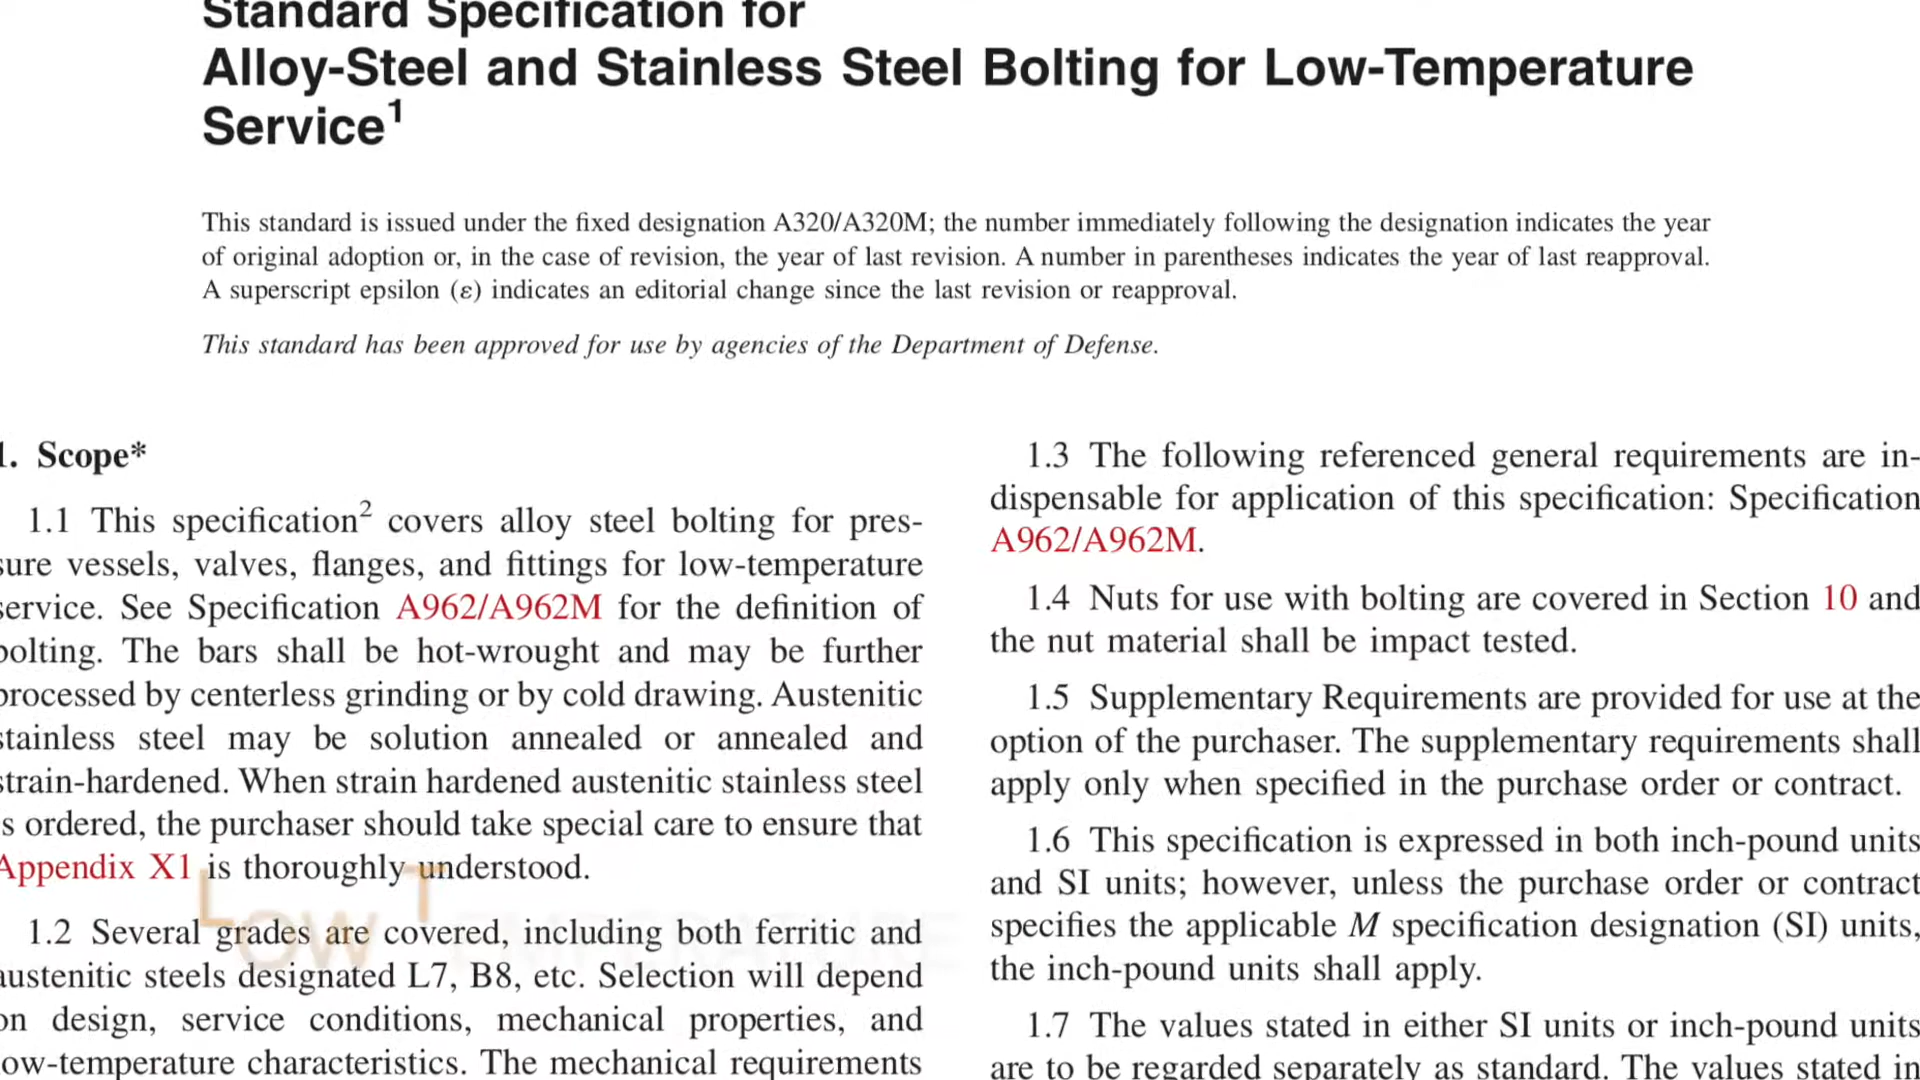 Standard Specification for
Alloy-Steel and Stainless Steel Bolting for Low-Temperature
Service¹
This standard is issued under the fixed designation A320/A320M; the number immediately following the designation indicates the year
of original adoption or, in the case of revision, the year of last revision. A number in parentheses indicates the year of last reapproval.
A superscript epsilon (ε) indicates an editorial change since the last revision or reapproval.
This standard has been approved for use by agencies of the Department of Defense.
1. Scope*
1.1 This specification² covers alloy steel bolting for pres-
sure vessels, valves, flanges, and fittings for low-temperature
service. See Specification A962/A962M for the definition of
bolting. The bars shall be hot-wrought and may be further
processed by centerless grinding or by cold drawing. Austenitic
stainless steel may be solution annealed or annealed and
strain-hardened. When strain hardened austenitic stainless steel
is ordered, the purchaser should take special care to ensure that
Appendix X1 is thoroughly understood.
1.2 Several grades are covered, including both ferritic and
austenitic steels designated L7, B8, etc. Selection will depend
on design, service conditions, mechanical properties, and
low-temperature characteristics. The mechanical requirements
LOW TEMPERATURE
1.3 The following referenced general requirements are in-
dispensable for application of this specification: Specification
A962/A962M.
1.4 Nuts for use with bolting are covered in Section 10 and
the nut material shall be impact tested.
1.5 Supplementary Requirements are provided for use at the
option of the purchaser. The supplementary requirements shall
apply only when specified in the purchase order or contract.
1.6 This specification is expressed in both inch-pound units
and SI units; however, unless the purchase order or contract
specifies the applicable M specification designation (SI) units,
the inch-pound units shall apply.
1.7 The values stated in either SI units or inch-pound units
are to be regarded separately as standard. The values stated in